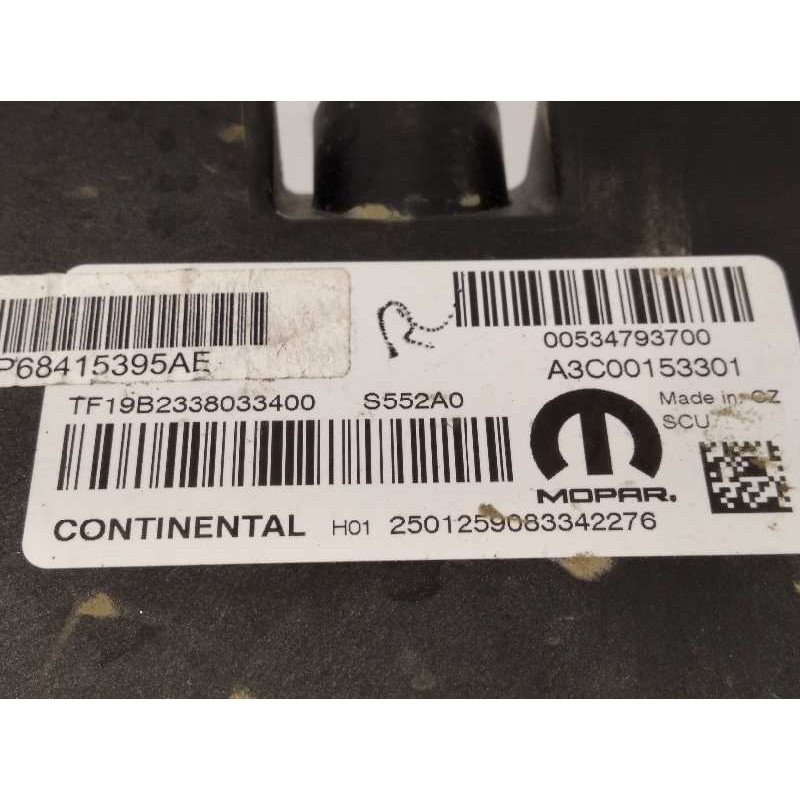 P68415395AE
00534793700
A3C00153301
TF19B2338033400 S552A0
Made in CZ
SCU
MOPAR.
CONTINENTAL H01 2501259083342276
R